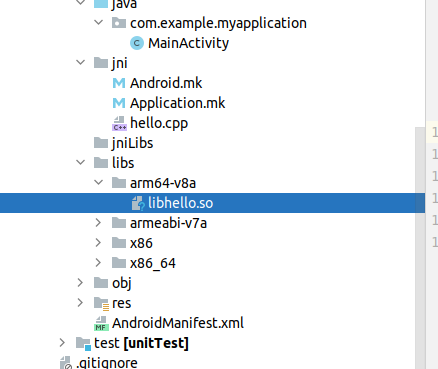 java
com.example.myapplication
C MainActivity
jni
M Android.mk
M Application.mk
C++ hello.cpp
jniLibs
libs
arm64-v8a
? libhello.so
armeabi-v7a
x86
x86_64
obj
res
MF AndroidManifest.xml
test [unitTest]
.gitignore
1
1
1
1
1
1
1